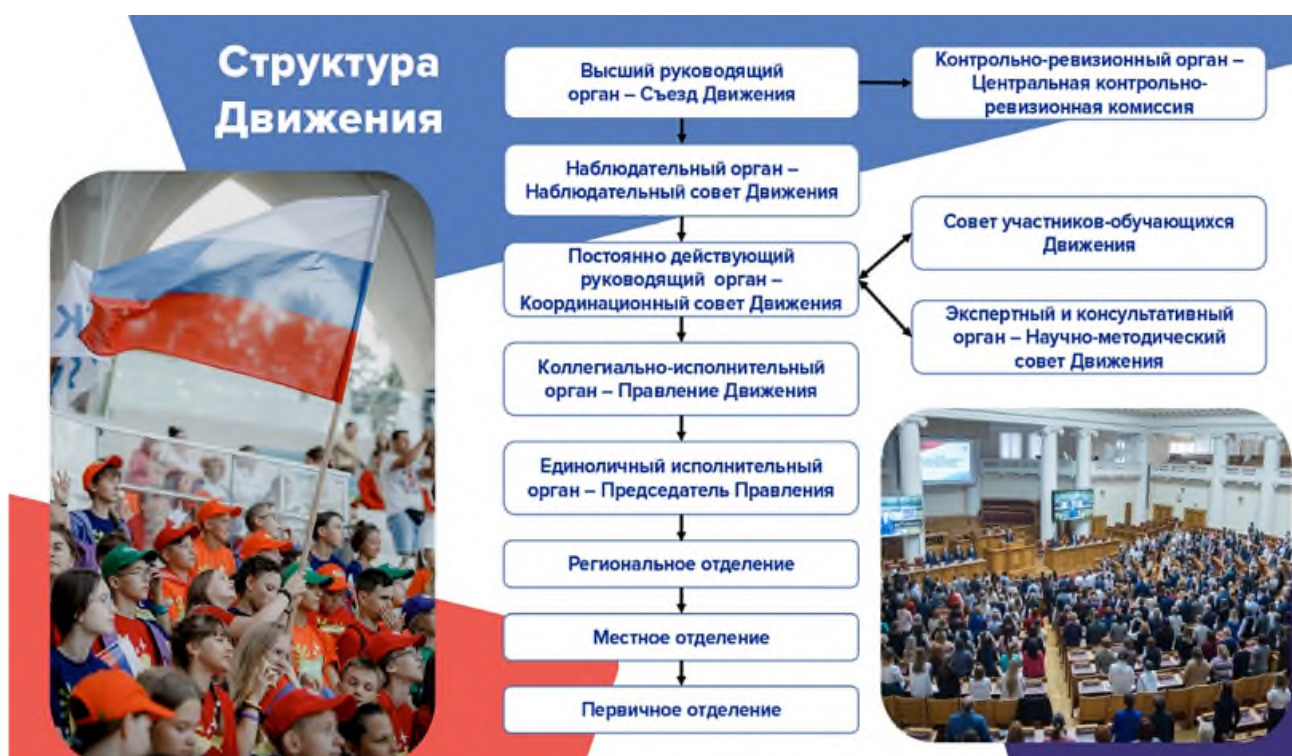 Структура
Движения
Высший руководящий
орган – Съезд Движения
Контрольно-ревизионный орган –
Центральная контрольно-
ревизионная комиссия
Наблюдательный орган –
Наблюдательный совет Движения
Постоянно действующий
руководящий орган –
Координационный совет Движения
Совет участников-обучающихся
Движения
Экспертный и консультативный
орган – Научно-методический
совет Движения
Коллегиально-исполнительный
орган – Правление Движения
Единоличный исполнительный
орган – Председатель Правления
Региональное отделение
Местное отделение
Первичное отделение